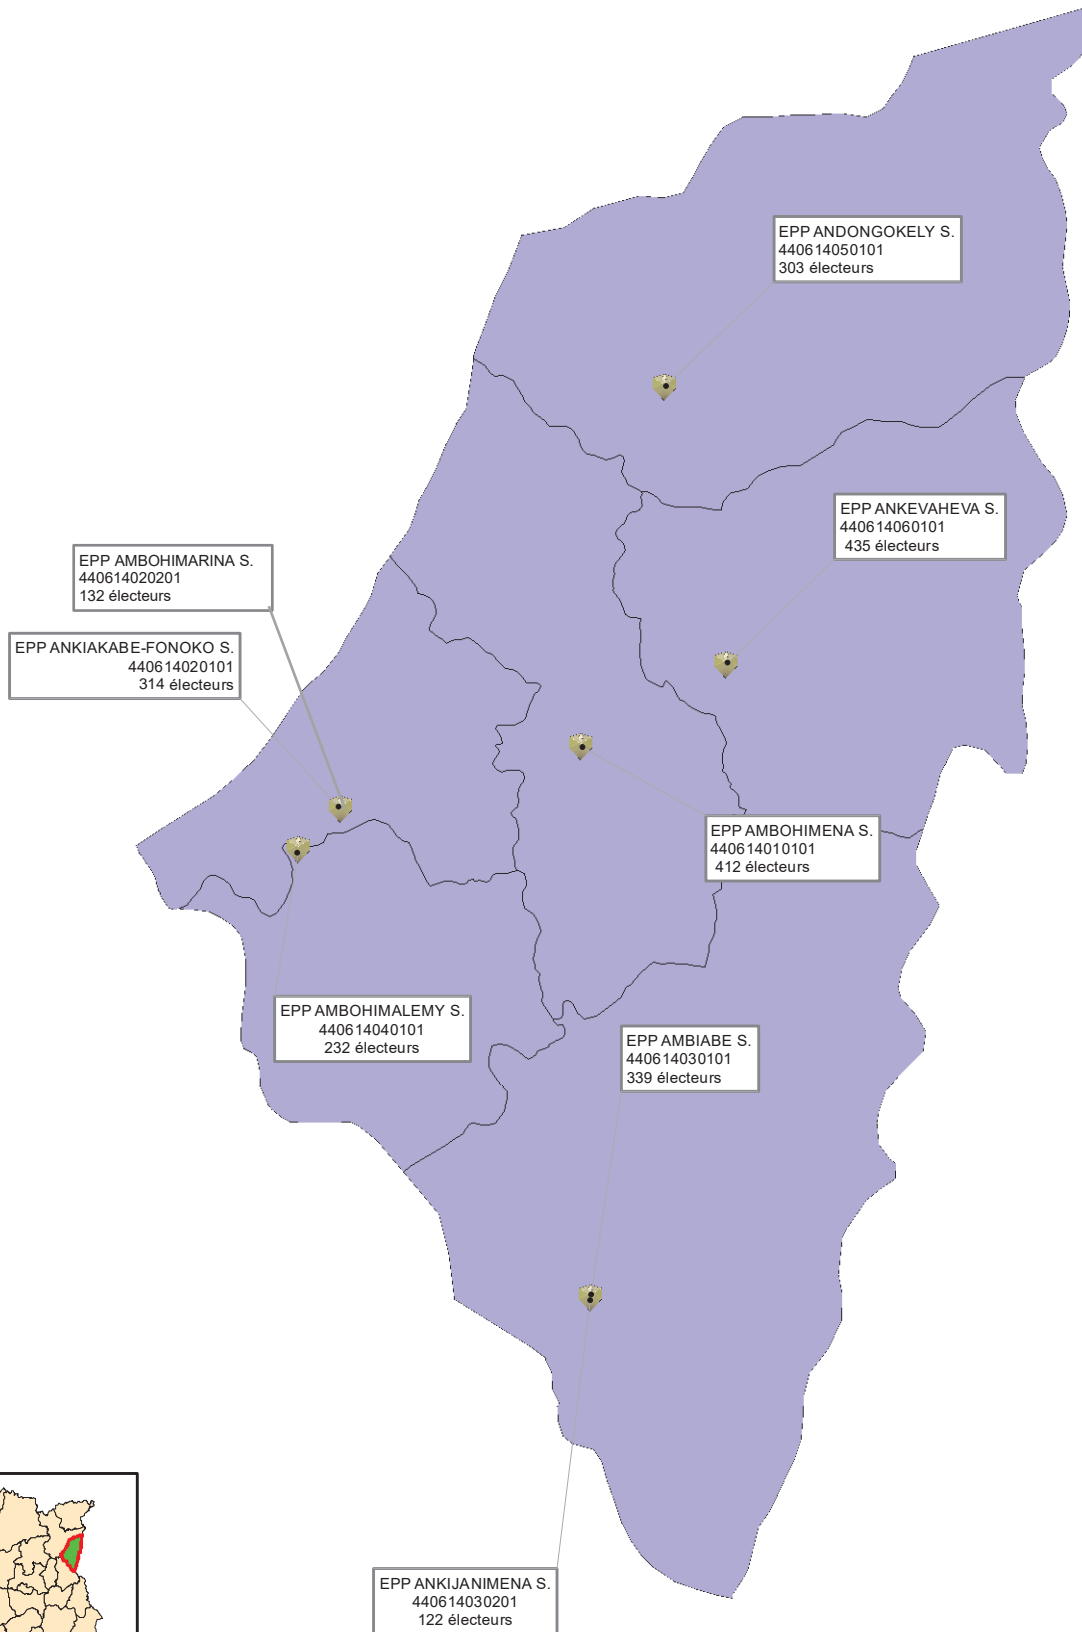 EPP ANDONGOKELY S.
440614050101
303 électeurs
EPP ANKEVAHEVA S.
440614060101
435 électeurs
EPP AMBOHIMARINA S.
440614020201
132 électeurs
EPP ANKIAKABE-FONOKO S.
440614020101
314 électeurs
EPP AMBOHIMENA S.
440614010101
412 électeurs
EPP AMBOHIMALEMY S.
440614040101
232 électeurs
EPP AMBIABE S.
440614030101
339 électeurs
EPP ANKIJANIMENA S.
440614030201
122 électeurs